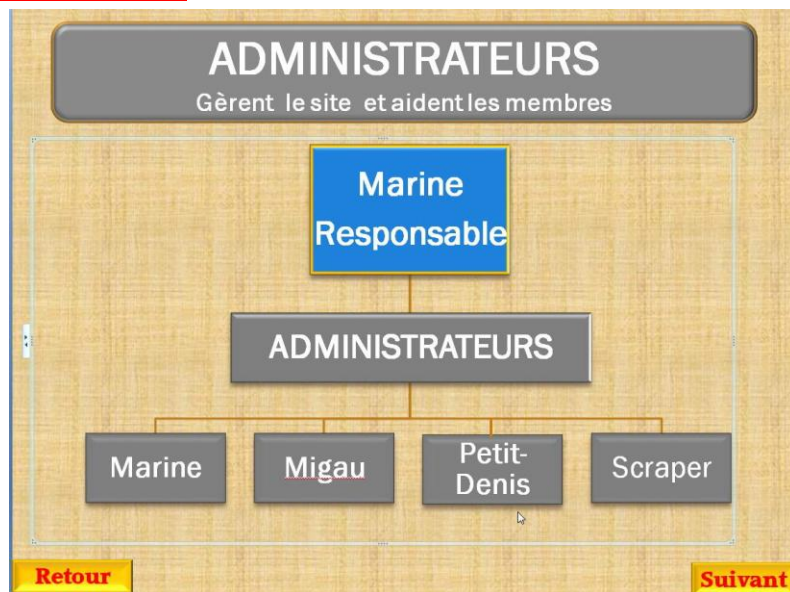 ADMINISTRATEURS
Gèrent le site et aident les membres
Marine
Responsable
ADMINISTRATEURS
Marine
Migau
Petit-
Denis
Scraper
Retour
Suivant